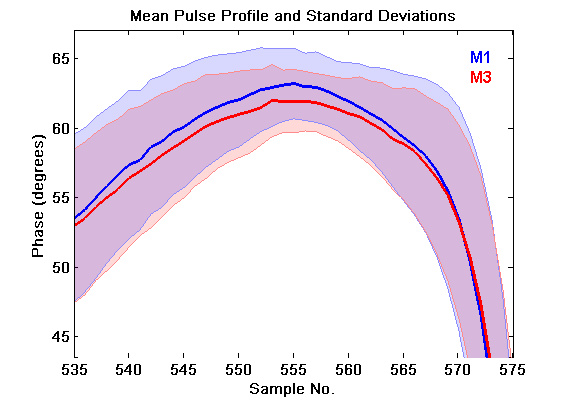 Mean Pulse Profile and Standard Deviations
M1
M3
65
60
55
50
45
Phase (degrees)
535 540 545 550 555 560 565 570 575
Sample No.